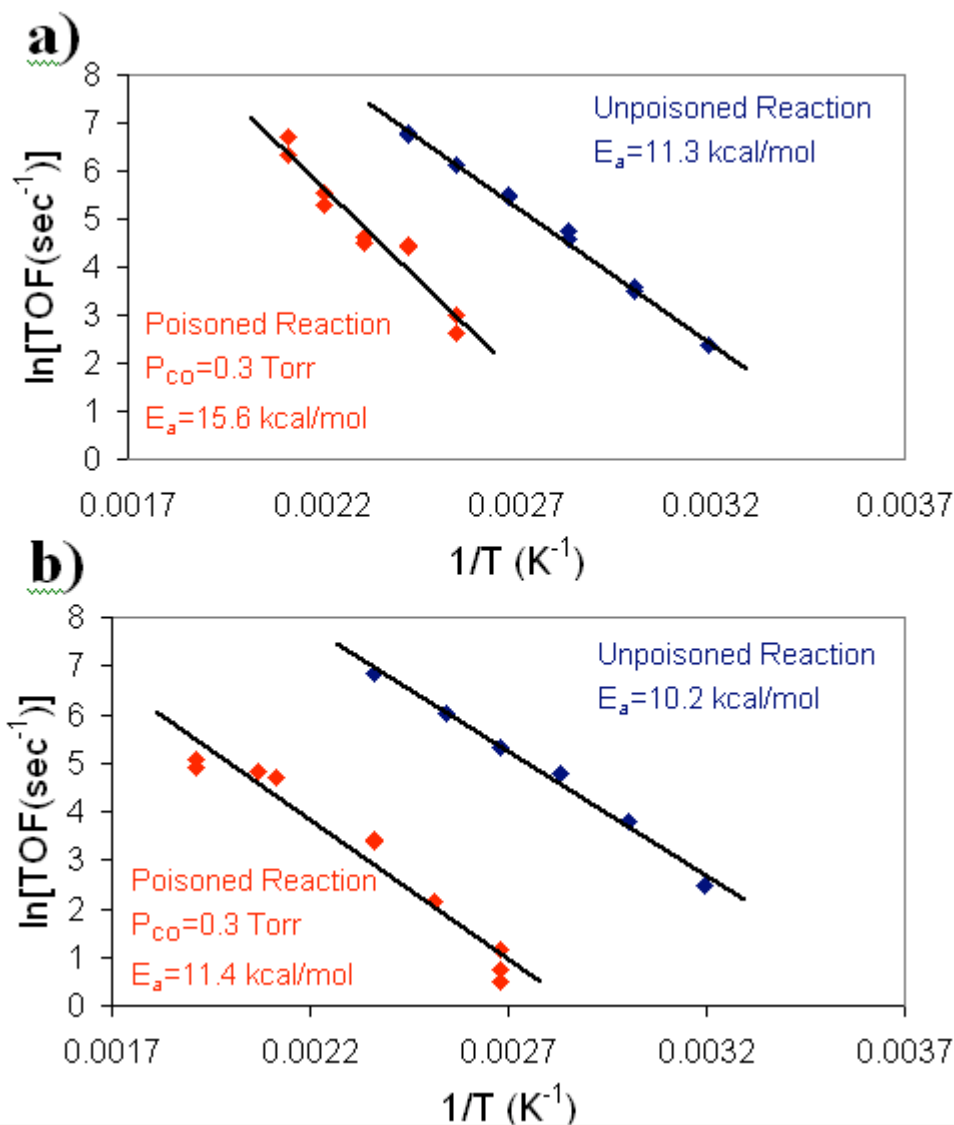 a)
8
7
6
5
4
3
2
1
0
ln[TOF(sec⁻¹)]
Unpoisoned Reaction
Eₐ=11.3 kcal/mol
Poisoned Reaction
P_CO=0.3 Torr
Eₐ=15.6 kcal/mol
0.0017 0.0022 0.0027 0.0032 0.0037
1/T (K⁻¹)
b)
8
7
6
5
4
3
2
1
0
ln[TOF(sec⁻¹)]
Unpoisoned Reaction
Eₐ=10.2 kcal/mol
Poisoned Reaction
P_CO=0.3 Torr
Eₐ=11.4 kcal/mol
0.0017 0.0022 0.0027 0.0032 0.0037
1/T (K⁻¹)